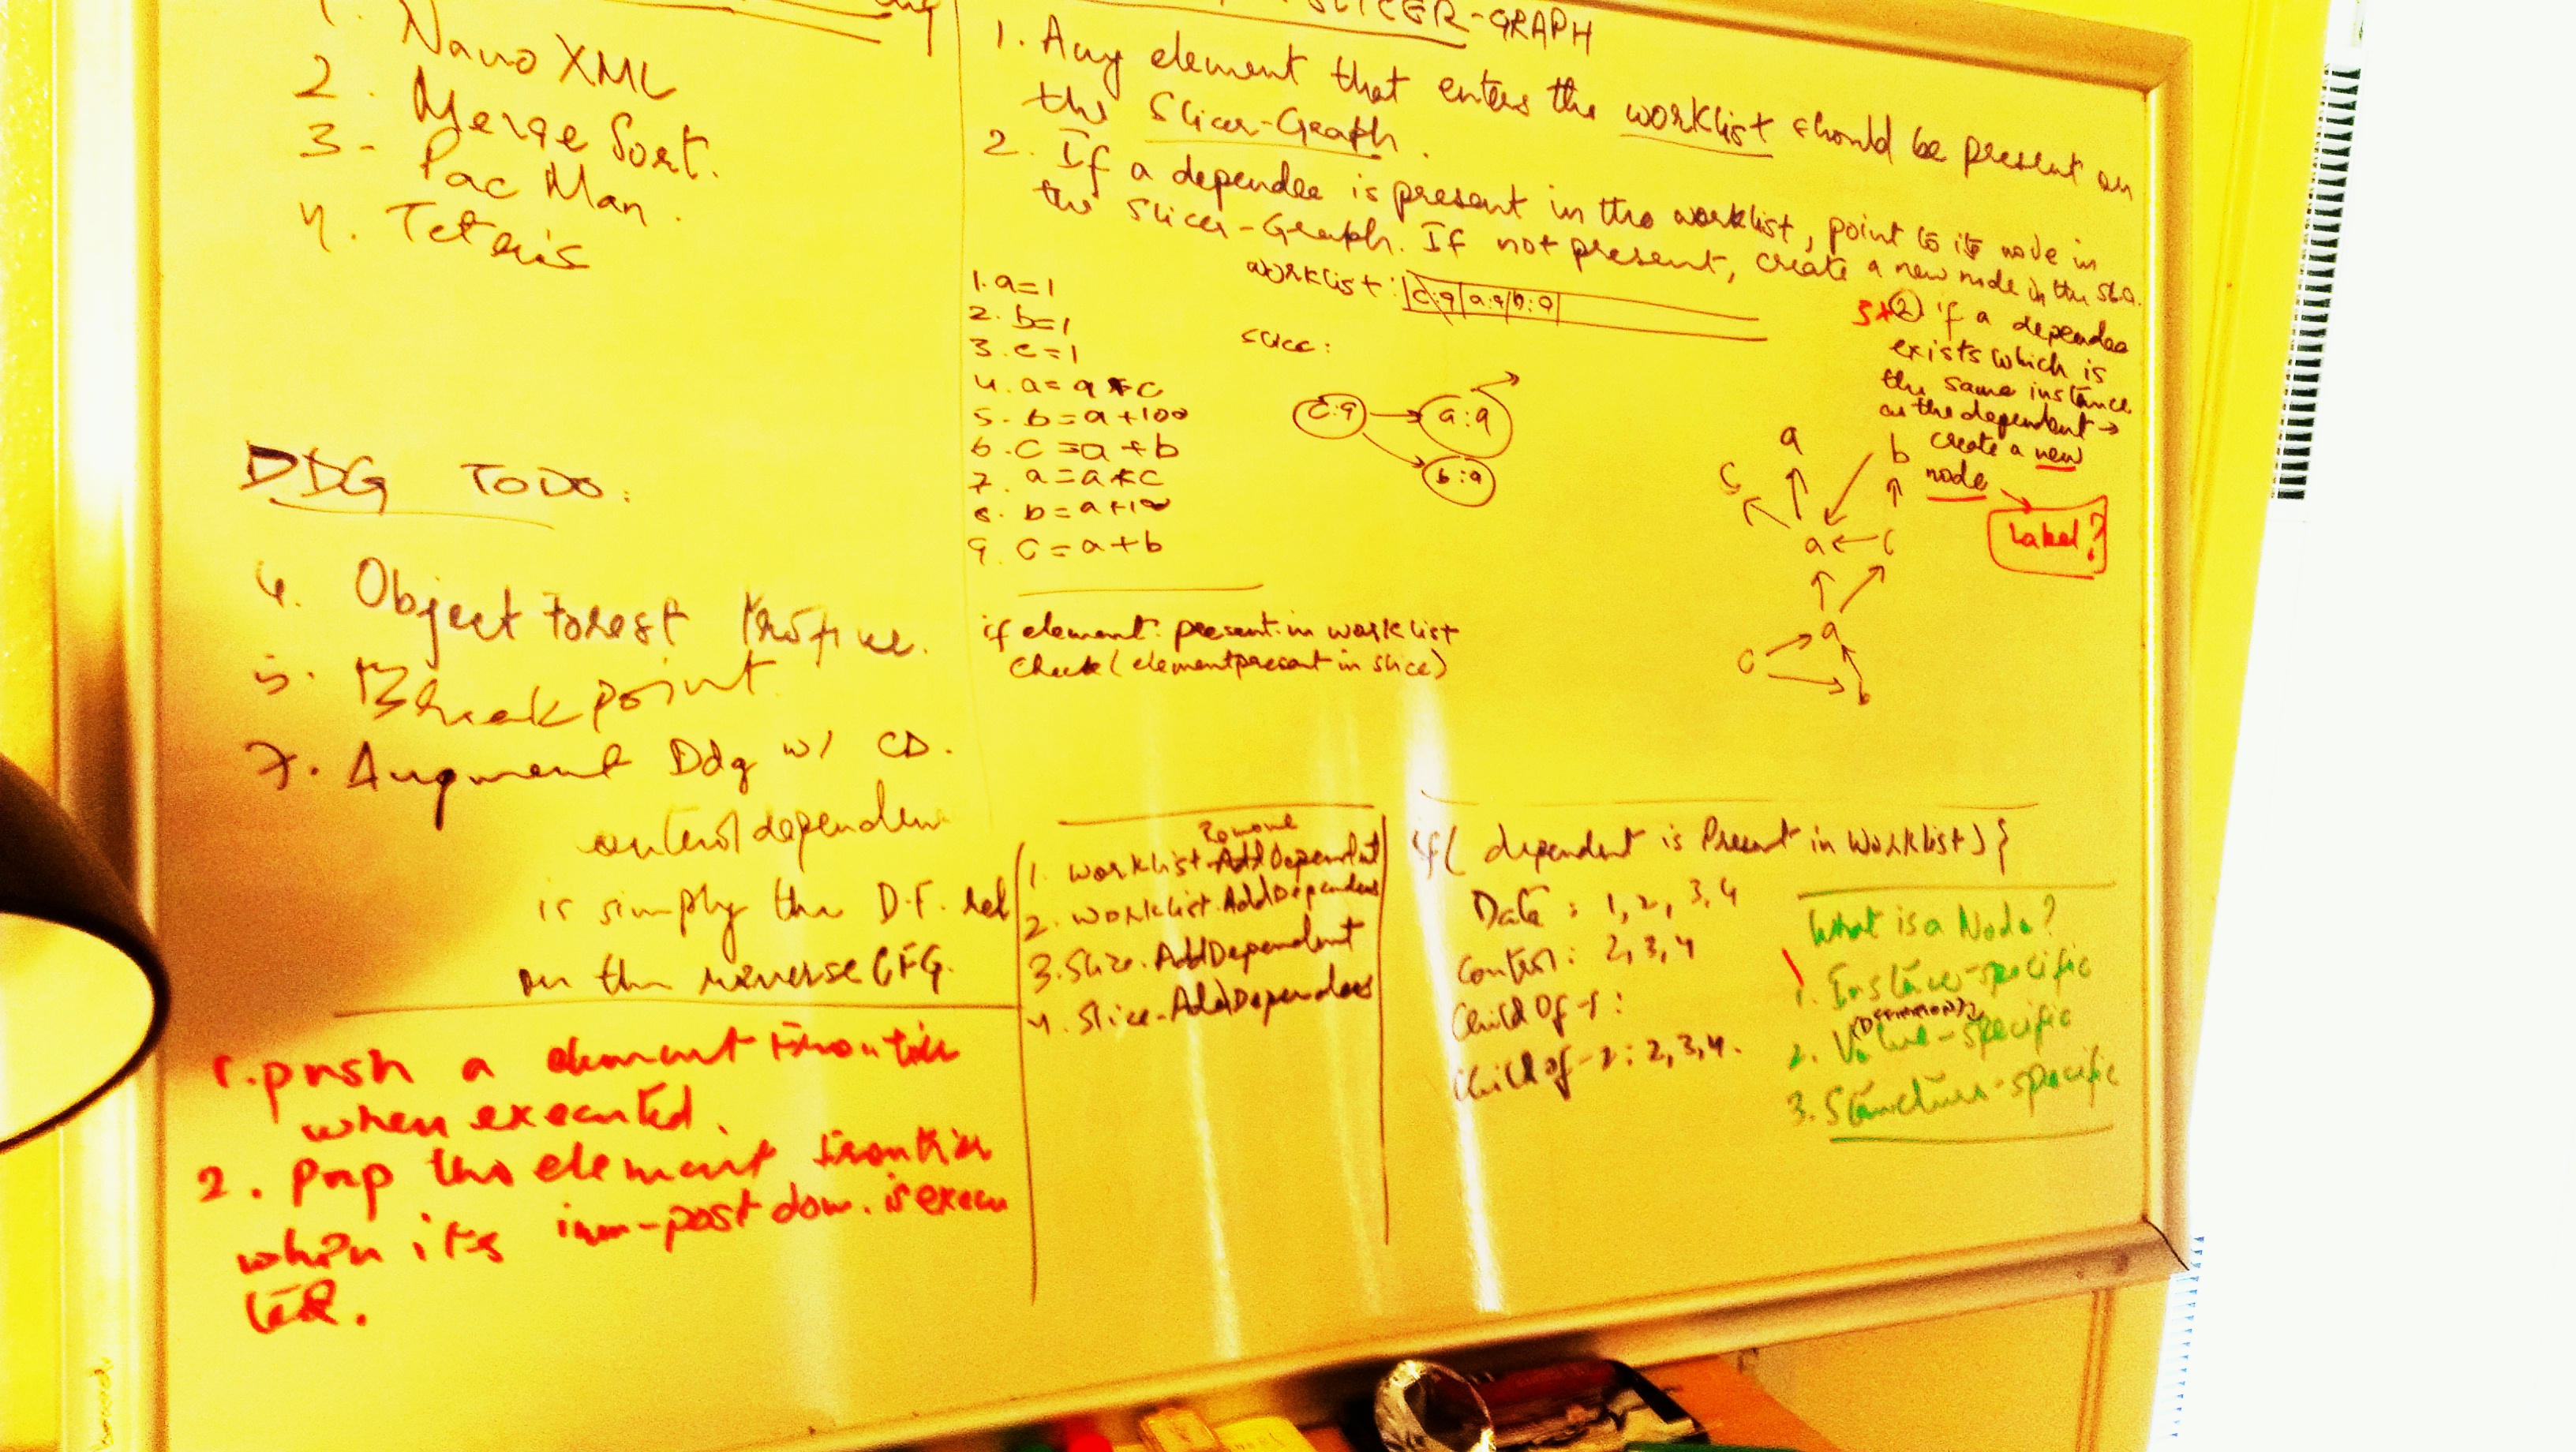 1. Nano XML
2. Merge Sort.
3- Pac Man.
4. Tetris
DDG TODO:
4. Object Forest
5. Breakpoint
7. Augment Ddg w/ CD.
control dependen
is simply the D.F. rel
on the reverse CFG.
1. push a element Frontier
when executed.
2. Pop the element Frontier
when its imm-postdom. is execu
ted.
SLICER-GRAPH
1. Any element that enters the worklist should be present on
the Slicer-Graph.
2. If a dependee is present in the worklist, point to its node in
the Slicer-Graph. If not present, create a new node in the SLG.
worklist: c:9 a:9 b:9
slice:
c:9 a:9
b:9
1. a=1
2. b=1
3. c=1
4. a=a*c
5. b=a+100
6. c=a+b
7. a=a*c
8. b=a+100
9. c=a+b
if element: present in worklist
check (element present in slice)
2 if a dependee
exists which is
the same instance
as the dependent →
create a new
node
Label?
a b
c
a c
a
c
b
Remove
1. Worklist.AddDependent
2. Worklist.AddDependees
3. Slice.AddDependent
4. Slice.AddDependees
if( dependent is Present in Worklist) {
Data: 1, 2, 3, 4
Control: 2, 3, 4
Child Of -1:
Child of -2: 2, 3, 4.
What is a Node?
1. Instance-specific
(Definition)
2. Value-specific
3. Structure-specific